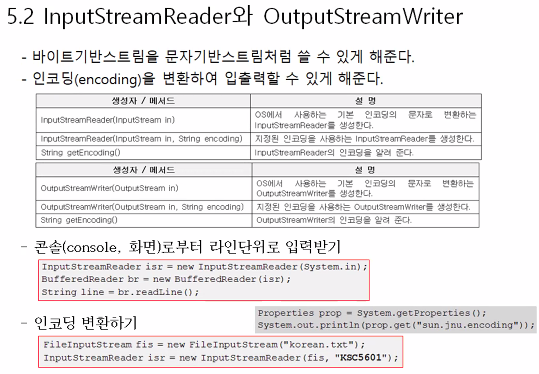 5.2 InputStreamReader와 OutputStreamWriter
- 바이트기반스트림을 문자기반스트림처럼 쓸 수 있게 해준다.
- 인코딩(encoding)을 변환하여 입출력할 수 있게 해준다.
생성자 / 메서드 설 명
InputStreamReader(InputStream in) OS에서 사용하는 기본 인코딩의 문자로 변환하는
InputStreamReader를 생성한다.
InputStreamReader(InputStream in, String encoding) 지정된 인코딩을 사용하는 InputStreamReader를 생성한다.
String getEncoding() InputStreamReader의 인코딩을 알려 준다.
생성자 / 메서드 설 명
OutputStreamWriter(OutputStream in) OS에서 사용하는 기본 인코딩의 문자로 변환하는
OutputStreamWriter를 생성한다.
OutputStreamWriter(OutputStream in, String encoding) 지정된 인코딩을 사용하는 OutputStreamWriter를 생성한다.
String getEncoding() OutputStreamWriter의 인코딩을 알려 준다.
- 콘솔(console, 화면)로부터 라인단위로 입력받기
InputStreamReader isr = new InputStreamReader(System.in);
BufferedReader br = new BufferedReader(isr);
String line = br.readLine();
Properties prop = System.getProperties();
System.out.println(prop.get("sun.jnu.encoding"));
- 인코딩 변환하기
FileInputStream fis = new FileInputStream("korean.txt");
InputStreamReader isr = new InputStreamReader(fis, "KSC5601");